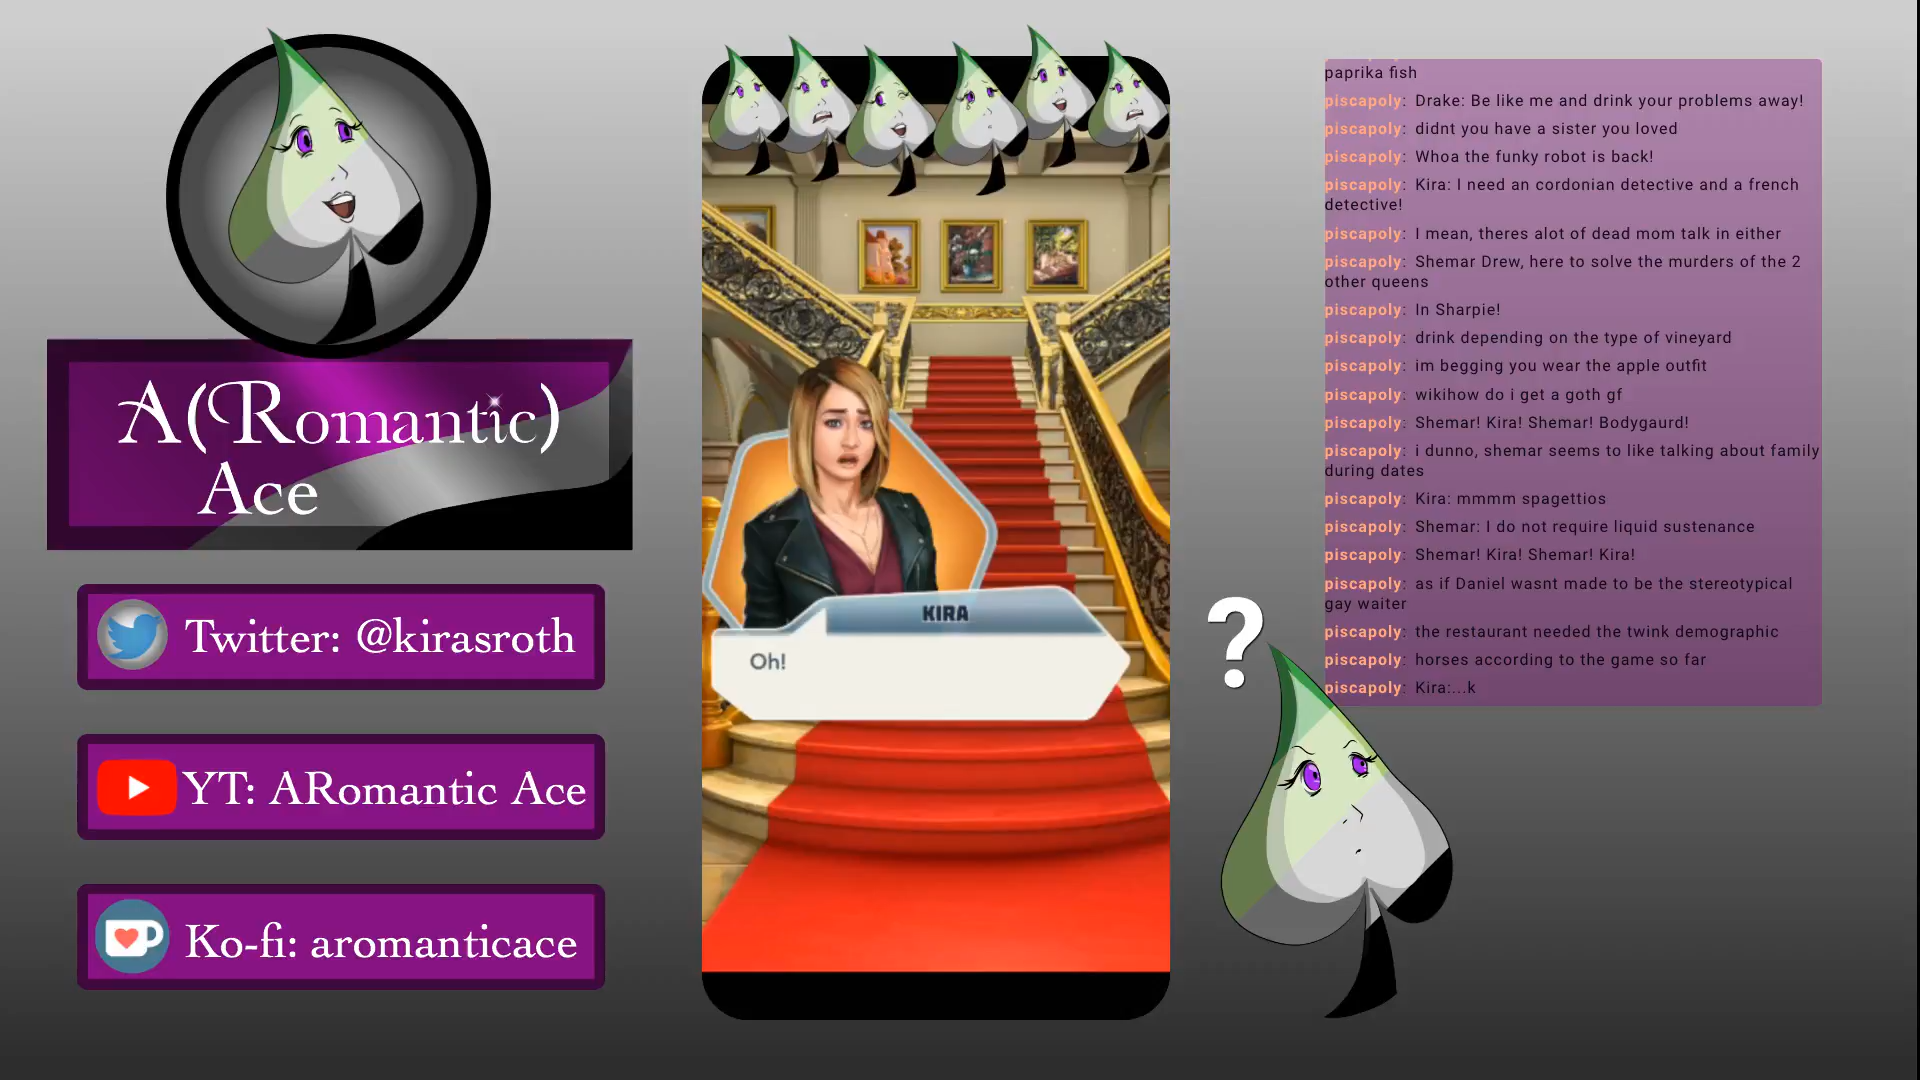 A(Romantic)
Ace
Twitter: @kirasroth
YT: ARomantic Ace
Ko-fi: aromanticace
KIRA
Oh!
?
paprika fish
piscapoly: Drake: Be like me and drink your problems away!
piscapoly: didnt you have a sister you loved
piscapoly: Whoa the funky robot is back!
piscapoly: Kira: I need an cordonian detective and a french
detective!
piscapoly: I mean, theres alot of dead mom talk in either
piscapoly: Shemar Drew, here to solve the murders of the 2
other queens
piscapoly: In Sharpie!
piscapoly: drink depending on the type of vineyard
piscapoly: im begging you wear the apple outfit
piscapoly: wikihow do i get a goth gf
piscapoly: Shemar! Kira! Shemar! Bodygaurd!
piscapoly: i dunno, shemar seems to like talking about family
during dates
piscapoly: Kira: mmmm spagettios
piscapoly: Shemar: I do not require liquid sustenance
piscapoly: Shemar! Kira! Shemar! Kira!
piscapoly: as if Daniel wasnt made to be the stereotypical
gay waiter
piscapoly: the restaurant needed the twink demographic
piscapoly: horses according to the game so far
piscapoly: Kira:...k